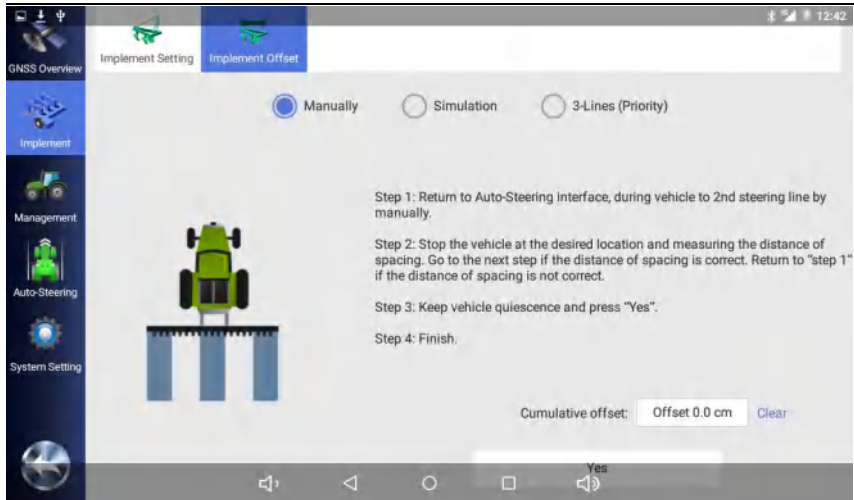 12:42
GNSS Overview
Implement Setting
Implement Offset
Manually
Simulation
3-Lines (Priority)
Implement
Management
Auto-Steering
System Setting
Step 1: Return to Auto-Steering interface, during vehicle to 2nd steering line by
manually.
Step 2: Stop the vehicle at the desired location and measuring the distance of
spacing. Go to the next step if the distance of spacing is correct. Return to "step 1"
if the distance of spacing is not correct.
Step 3: Keep vehicle quiescence and press "Yes".
Step 4: Finish.
Cumulative offset: Offset 0.0 cm Clear
Yes